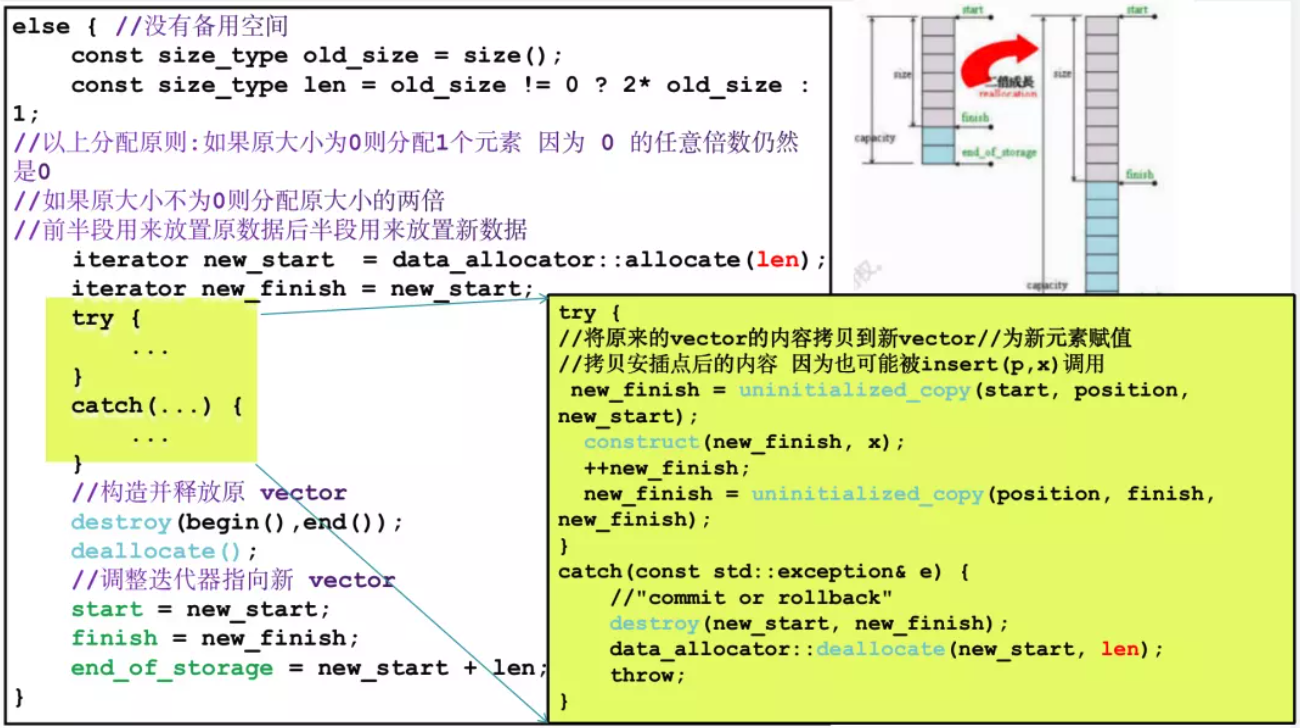 else { //没有备用空间
const size_type old_size = size();
const size_type len = old_size != 0 ? 2* old_size :
1;
//以上分配原则:如果原大小为0则分配1个元素 因为 0 的任意倍数仍然
是0
//如果原大小不为0则分配原大小的两倍
//前半段用来放置原数据后半段用来放置新数据
iterator new_start = data_allocator::allocate(len);
iterator new_finish = new_start;
try {
...
}
catch(...) {
...
}
//构造并释放原 vector
destroy(begin(),end());
deallocate();
//调整迭代器指向新 vector
start = new_start;
finish = new_finish;
end_of_storage = new_start + len;
}
start
size
finish
capacity
end_of_storage
二倍成長
reallocation
start
size
finish
capacity
try {
//将原来的vector的内容拷贝到新vector//为新元素赋值
//拷贝安插点后的内容 因为也可能被insert(p,x)调用
new_finish = uninitialized_copy(start, position,
new_start);
construct(new_finish, x);
++new_finish;
new_finish = uninitialized_copy(position, finish,
new_finish);
}
catch(const std::exception& e) {
//"commit or rollback"
destroy(new_start, new_finish);
data_allocator::deallocate(new_start, len);
throw;
}